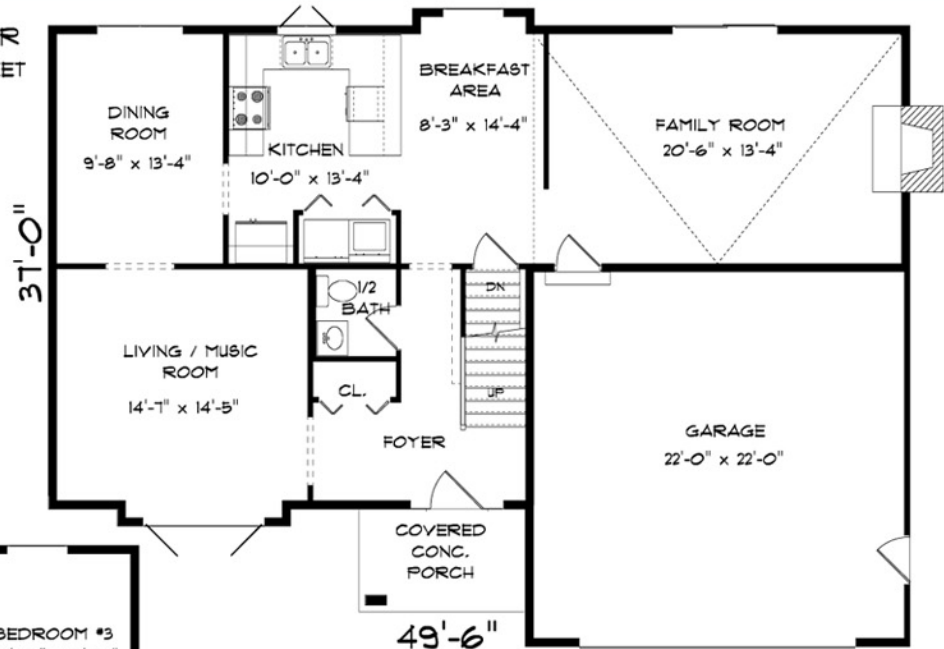 R
ET
DINING
ROOM
9'-8" x 13'-4"
KITCHEN
10'-0" x 13'-4"
BREAKFAST
AREA
8'-3" x 14'-4"
FAMILY ROOM
20'-6" x 13'-4"
37'-0"
1/2
BATH
DN
LIVING / MUSIC
ROOM
14'-7" x 14'-5"
CL.
UP
FOYER
GARAGE
22'-0" x 22'-0"
COVERED
CONC.
PORCH
49'-6"
BEDROOM #3